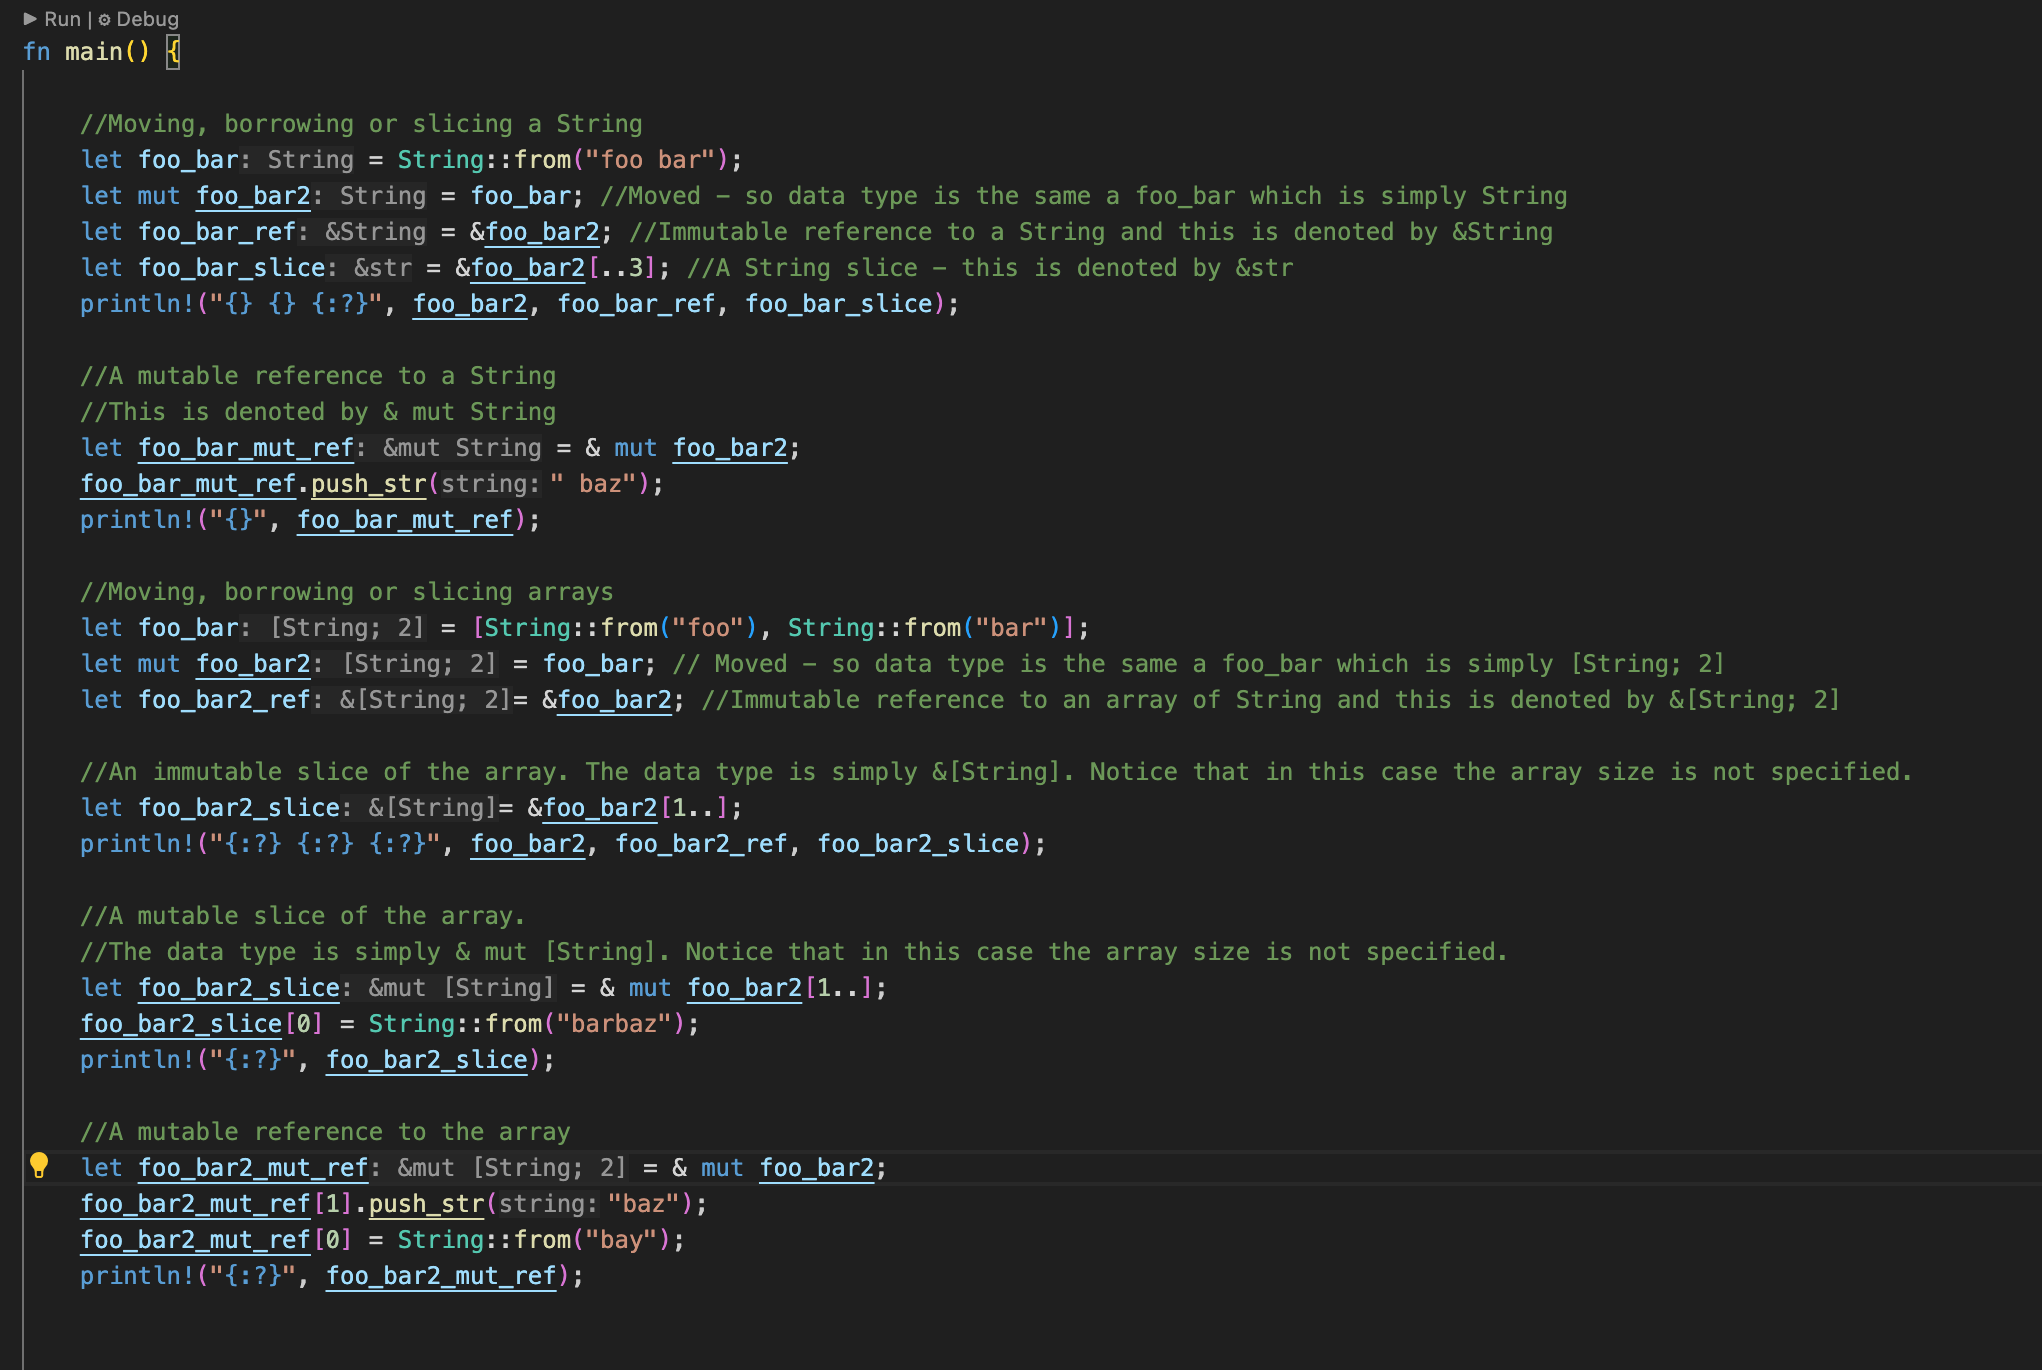 ▶ Run | ⚙ Debug
fn main() {
//Moving, borrowing or slicing a String
let foo_bar: String = String::from("foo bar");
let mut foo_bar2: String = foo_bar; //Moved – so data type is the same a foo_bar which is simply String
let foo_bar_ref: &String = &foo_bar2; //Immutable reference to a String and this is denoted by &String
let foo_bar_slice: &str = &foo_bar2[..3]; //A String slice – this is denoted by &str
println!("{} {} {:?}", foo_bar2, foo_bar_ref, foo_bar_slice);
//A mutable reference to a String
//This is denoted by & mut String
let foo_bar_mut_ref: &mut String = & mut foo_bar2;
foo_bar_mut_ref.push_str(string: " baz");
println!("{}", foo_bar_mut_ref);
//Moving, borrowing or slicing arrays
let foo_bar: [String; 2] = [String::from("foo"), String::from("bar")];
let mut foo_bar2: [String; 2] = foo_bar; // Moved – so data type is the same a foo_bar which is simply [String; 2]
let foo_bar2_ref: &[String; 2]= &foo_bar2; //Immutable reference to an array of String and this is denoted by &[String; 2]
//An immutable slice of the array. The data type is simply &[String]. Notice that in this case the array size is not specified.
let foo_bar2_slice: &[String]= &foo_bar2[1..];
println!("{:?} {:?} {:?}", foo_bar2, foo_bar2_ref, foo_bar2_slice);
//A mutable slice of the array.
//The data type is simply & mut [String]. Notice that in this case the array size is not specified.
let foo_bar2_slice: &mut [String] = & mut foo_bar2[1..];
foo_bar2_slice[0] = String::from("barbaz");
println!("{:?}", foo_bar2_slice);
//A mutable reference to the array
let foo_bar2_mut_ref: &mut [String; 2] = & mut foo_bar2;
foo_bar2_mut_ref[1].push_str(string: "baz");
foo_bar2_mut_ref[0] = String::from("bay");
println!("{:?}", foo_bar2_mut_ref);